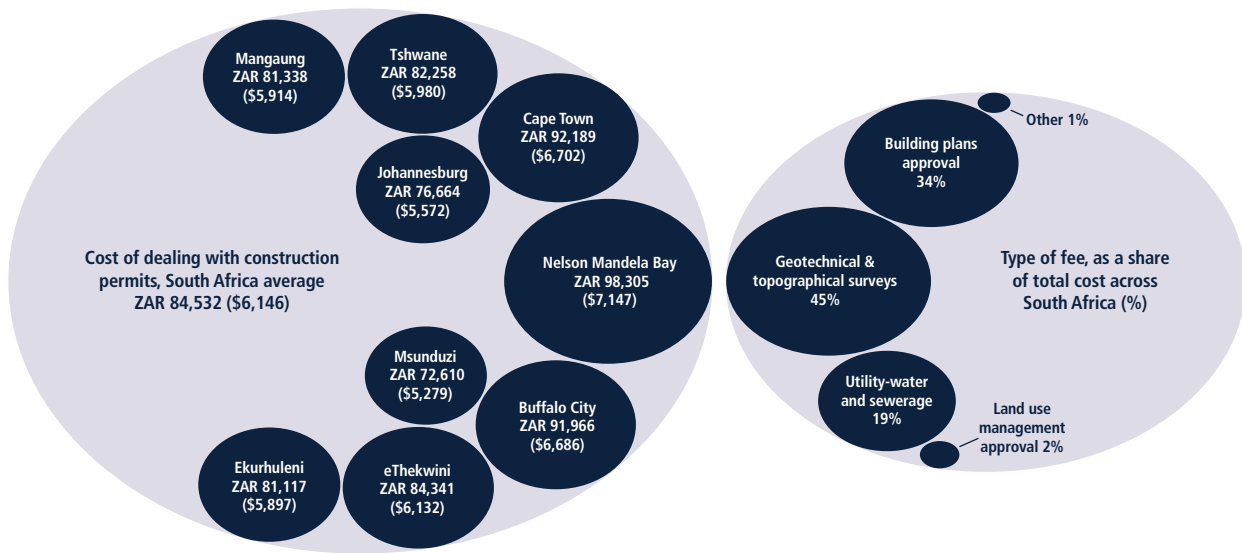 Mangaung
ZAR 81,338
($5,914)
Tshwane
ZAR 82,258
($5,980)
Cape Town
ZAR 92,189
($6,702)
Johannesburg
ZAR 76,664
($5,572)
Cost of dealing with construction
permits, South Africa average
ZAR 84,532 ($6,146)
Nelson Mandela Bay
ZAR 98,305
($7,147)
Msunduzi
ZAR 72,610
($5,279)
Buffalo City
ZAR 91,966
($6,686)
Ekurhuleni
ZAR 81,117
($5,897)
eThekwini
ZAR 84,341
($6,132)
Other 1%
Building plans
approval
34%
Geotechnical &
topographical surveys
45%
Type of fee, as a share
of total cost across
South Africa (%)
Utility-water
and sewerage
19%
Land use
management
approval 2%